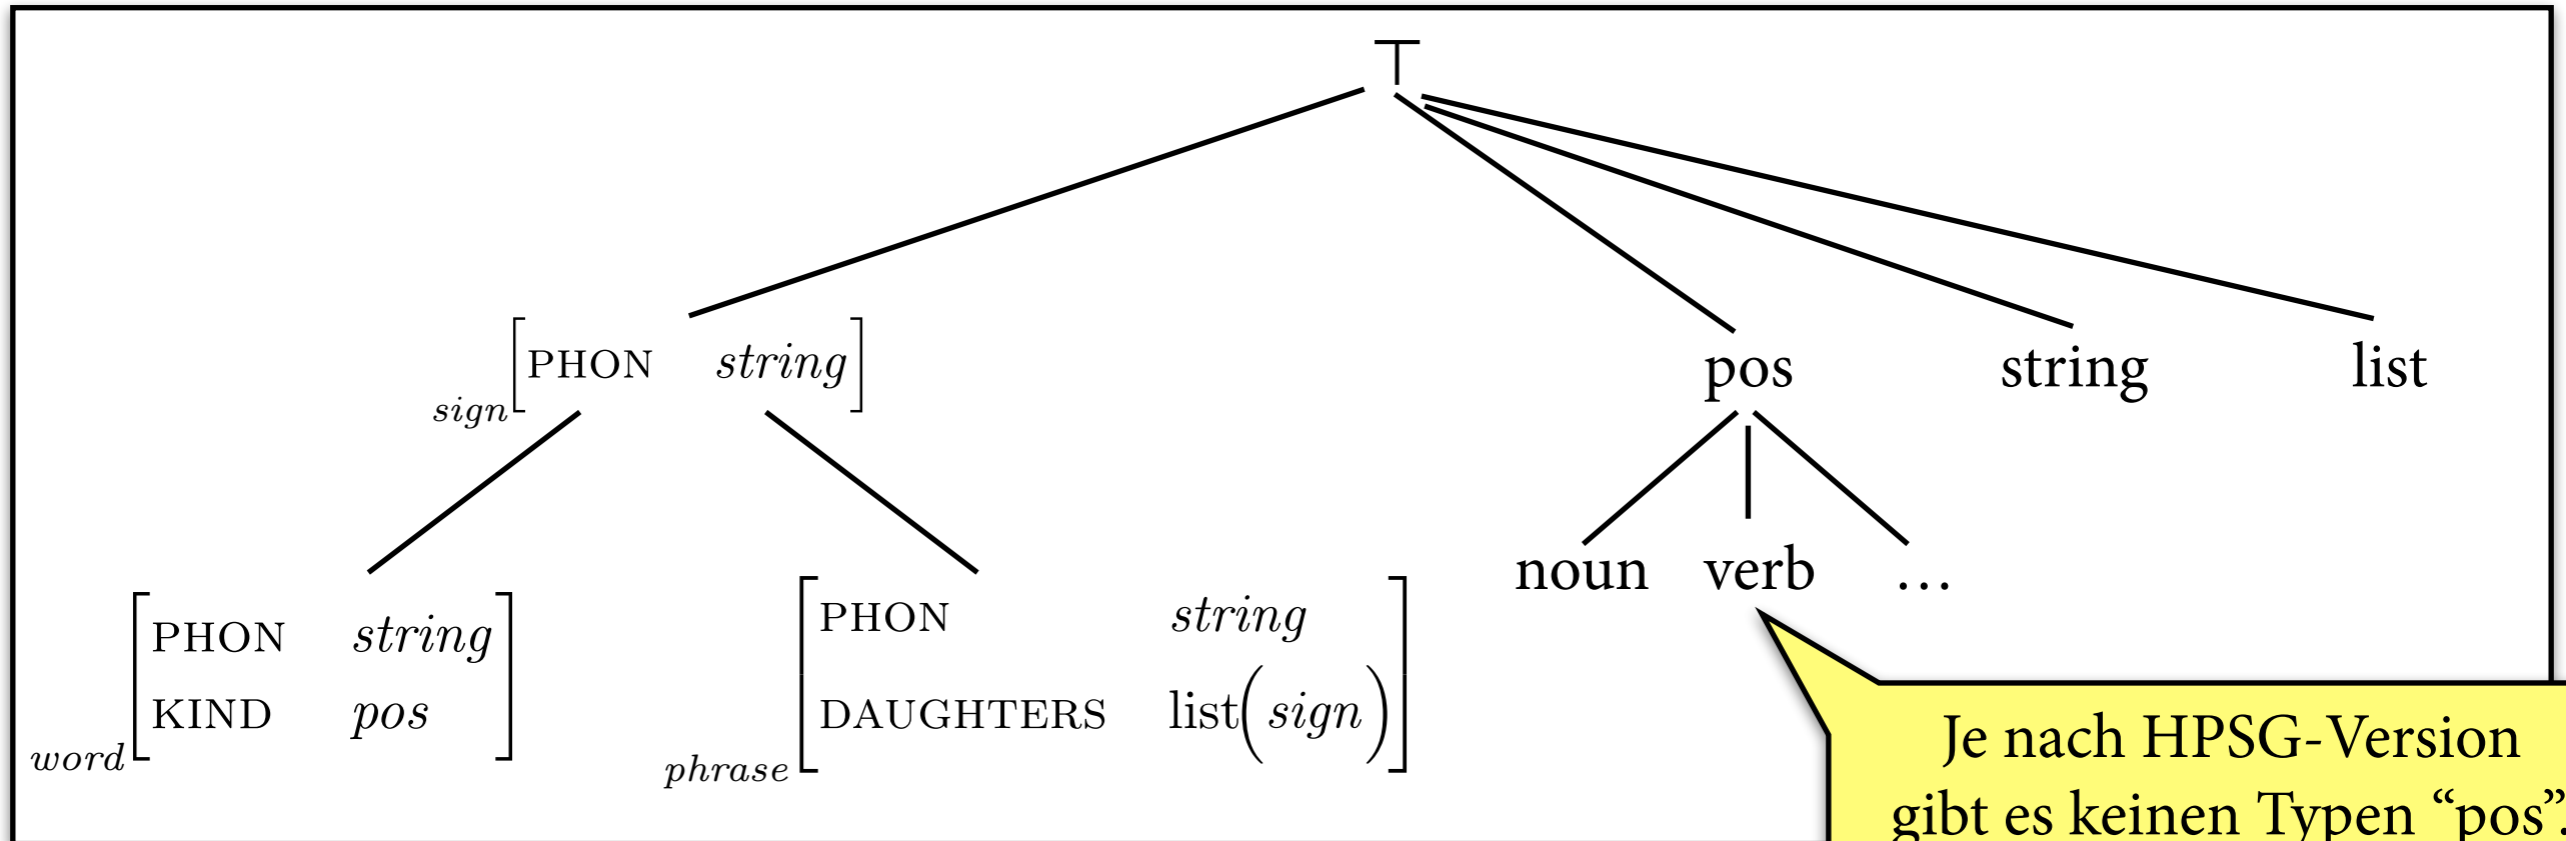 ⊤
PHON string
sign
pos string list
PHON string
KIND pos
word
PHON string
DAUGHTERS list(sign)
phrase
noun verb …
Je nach HPSG-Version
gibt es keinen Typen “pos”.